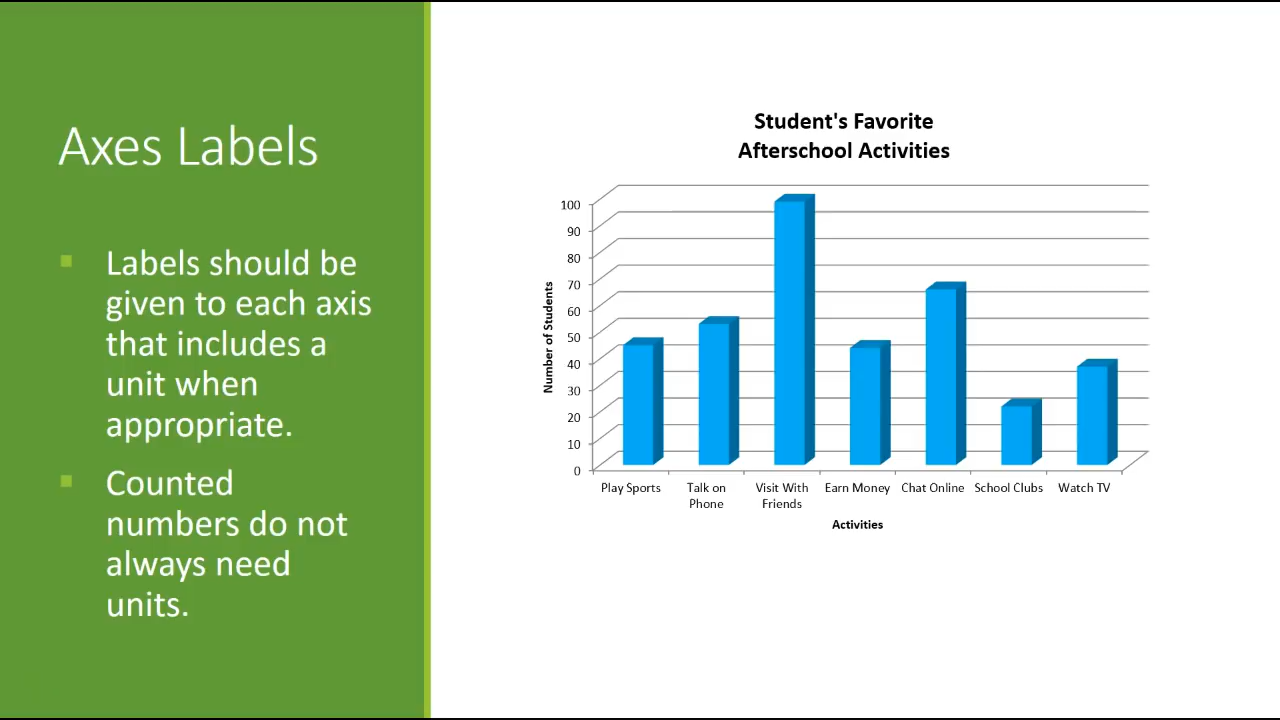 Axes Labels
Labels should be
given to each axis
that includes a
unit when
appropriate.
Counted
numbers do not
always need
units.
Student's Favorite
Afterschool Activities
Number of Students
100
90
80
70
60
50
40
30
20
10
0
Play Sports
Talk on
Phone
Visit With
Friends
Earn Money
Chat Online
School Clubs
Watch TV
Activities